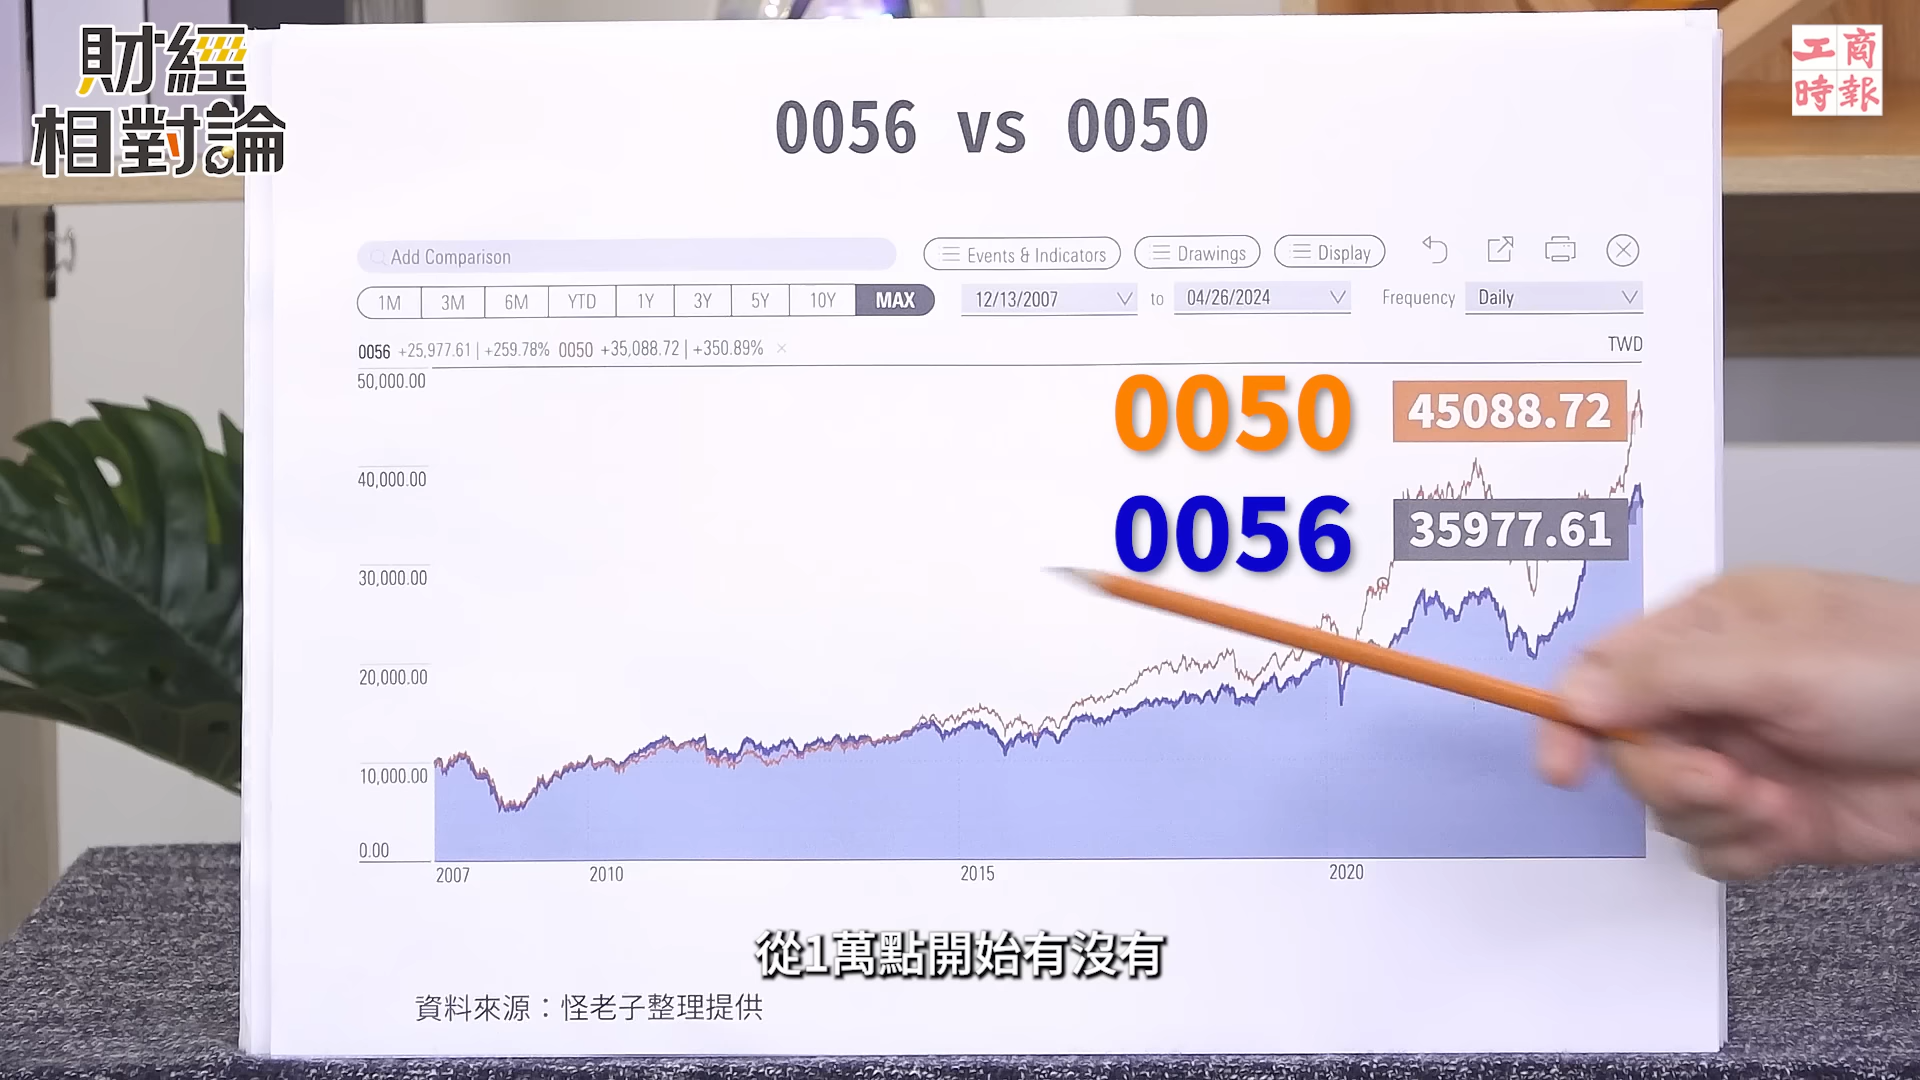 財經
相對論
工商
時報
0056 vs 0050
Add Comparison
Events & Indicators
Drawings
Display
1M 3M 6M YTD 1Y 3Y 5Y 10Y MAX
12/13/2007 to 04/26/2024
Frequency Daily
0056 +25,977.61 | +259.78% 0050 +35,088.72 | +350.89% ×
TWD
50,000.00
0050 45088.72
40,000.00
0056 35977.61
30,000.00
20,000.00
10,000.00
0.00
2007 2010 2015 2020
從1萬點開始有沒有
資料來源：怪老子整理提供